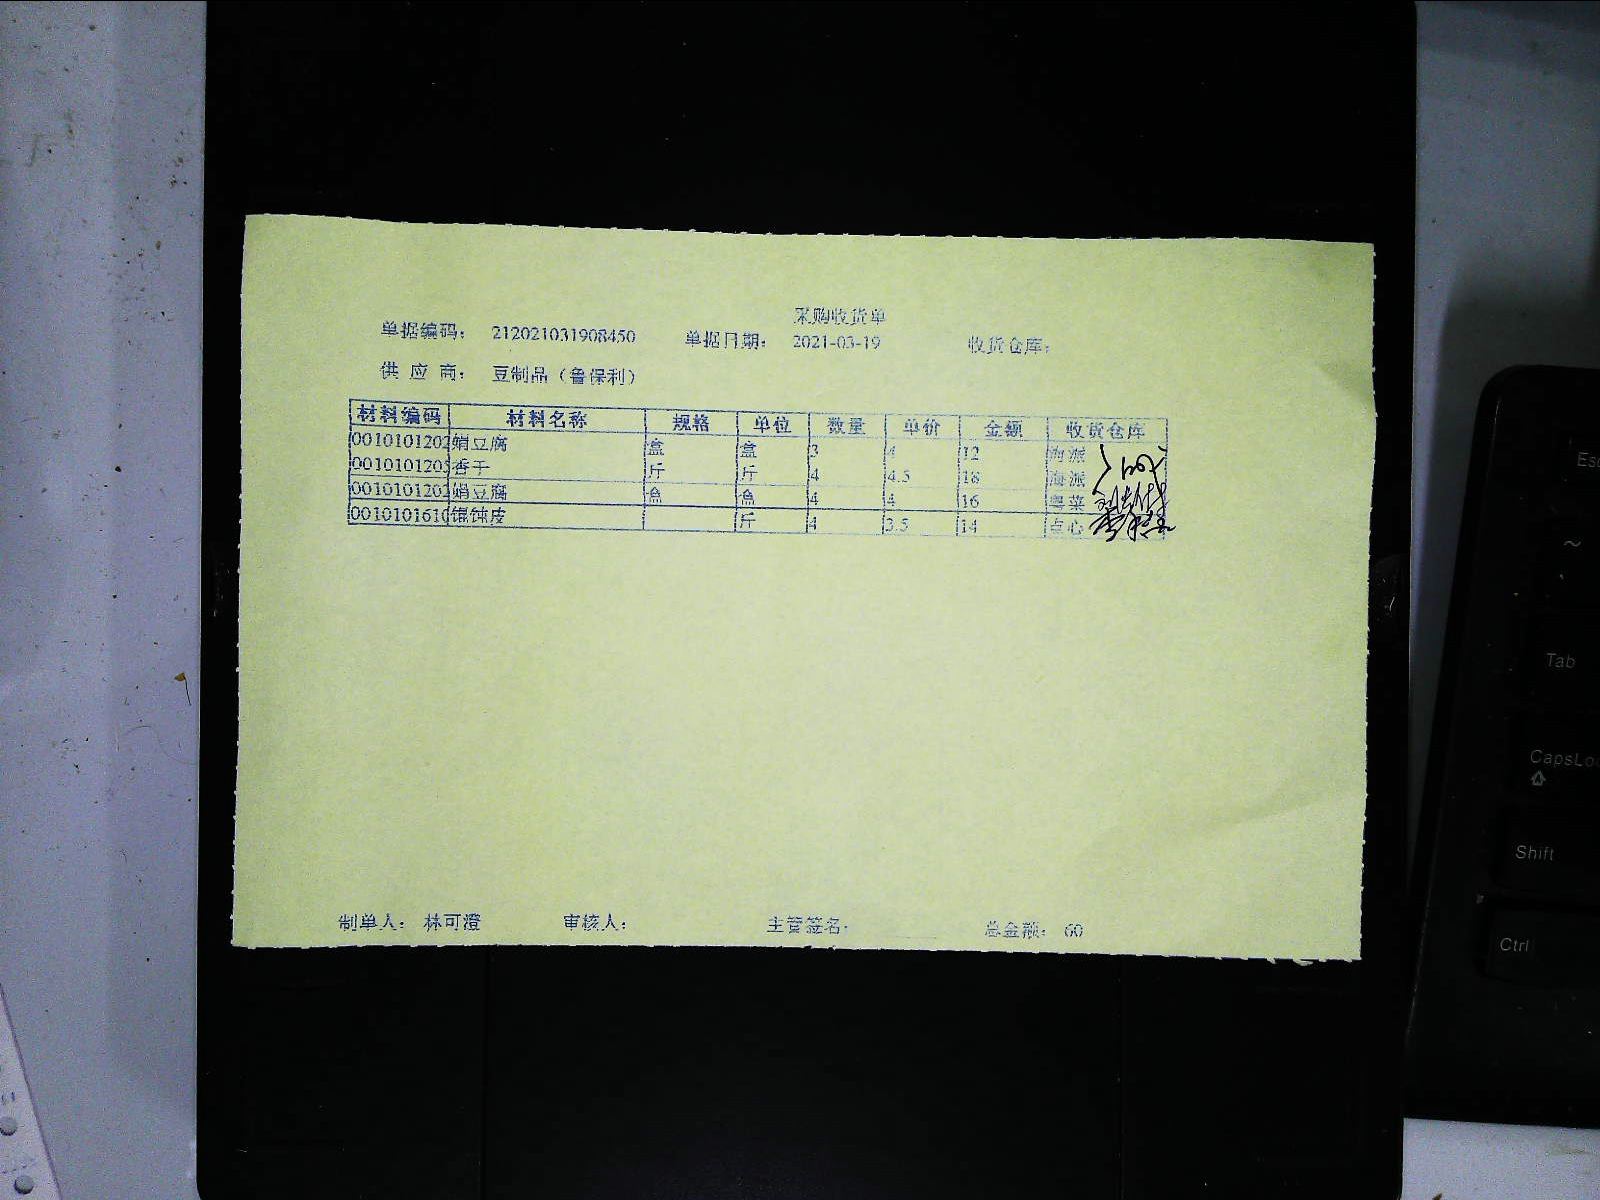 采购收货单
单据编码： 212021031908450 单据日期： 2021-03-19 收货仓库：
供 应 商： 豆制品（鲁保利）
材料编码 材料名称 规格 单位 数量 单价 金额 收货仓库
0010101202 绢豆腐 盒 盒 3 4 12 海派
0010101205 香干 斤 斤 4 4.5 18 海派
0010101202 绢豆腐 盒 盒 4 4 16 粤菜
0010101610 馄饨皮 斤 4 3.5 14 点心
制单人： 林可澄 审核人： 主管签名： 总金额： 60
Esc
~
Tab
CapsLoc
Shift
Ctrl